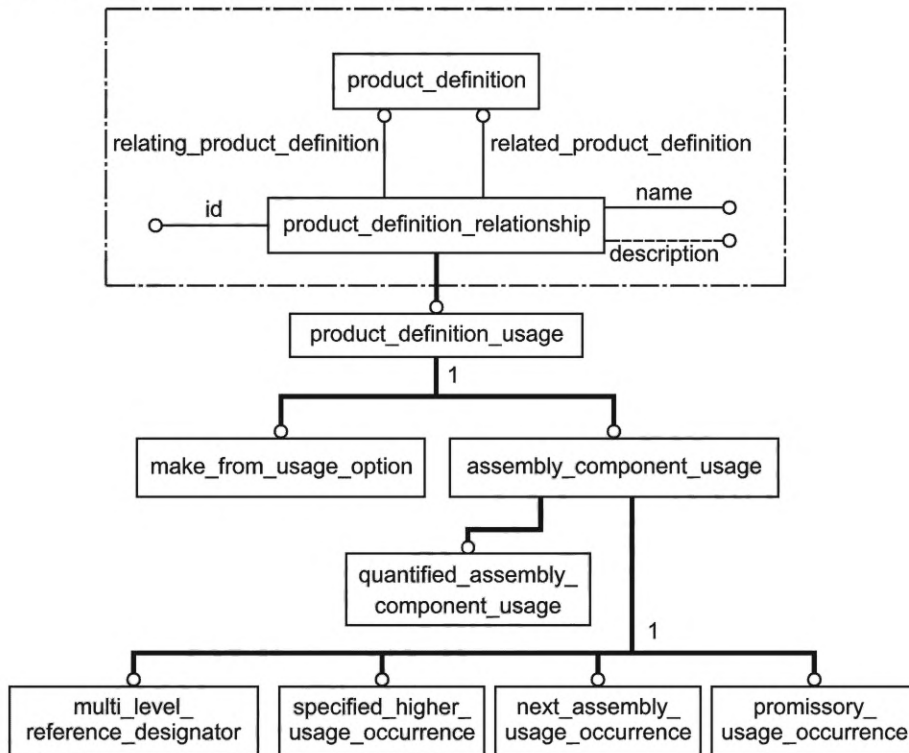 product_definition
relating_product_definition
related_product_definition
id
product_definition_relationship
name
description
product_definition_usage
1
make_from_usage_option
assembly_component_usage
quantified_assembly_
component_usage
1
multi_level_
reference_designator
specified_higher_
usage_occurrence
next_assembly_
usage_occurrence
promissory_
usage_occurrence